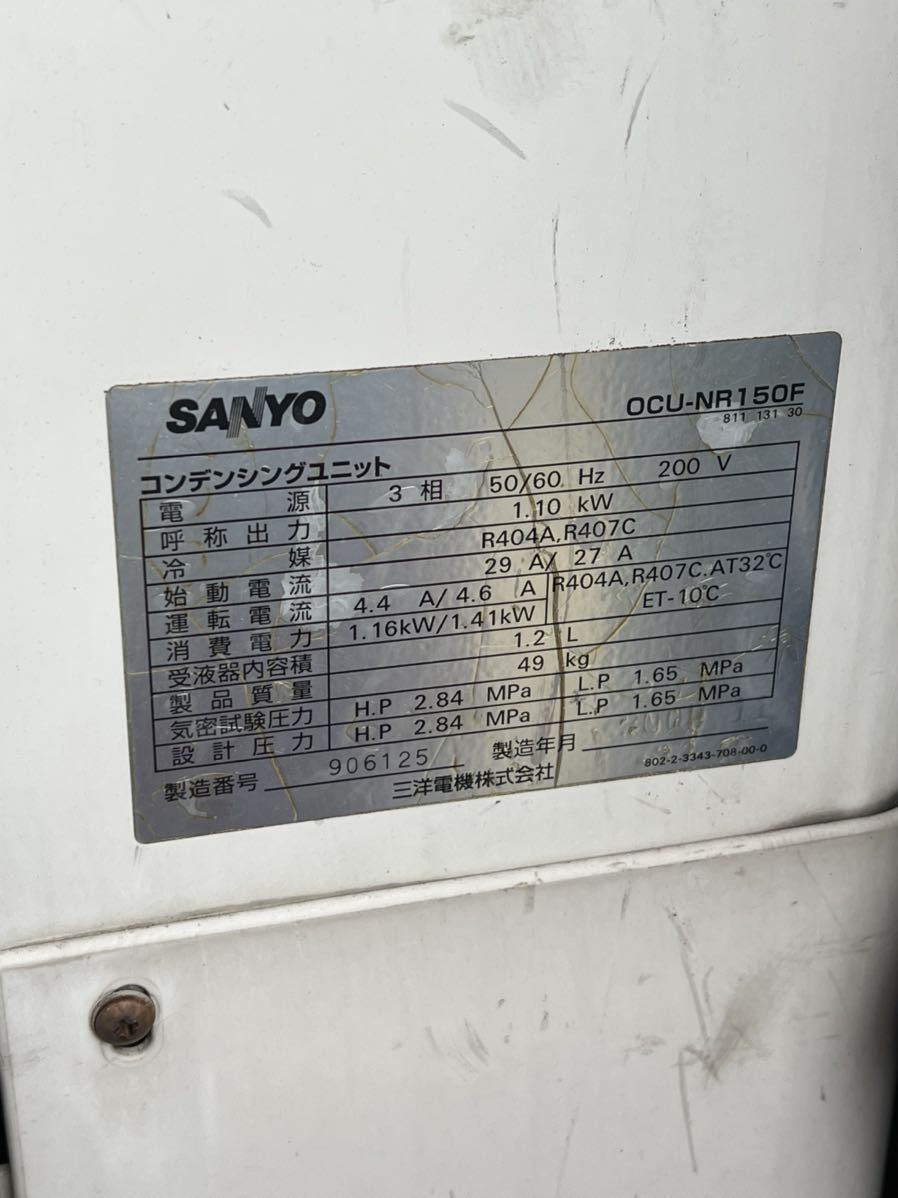 SANYO
OCU-NR150F
811 131 30
コンデンシングユニット
電源 3相 50/60 Hz 200 V
呼称出力 1.10 kW
冷媒 R404A,R407C
始動電流 29 A/ 27 A
運転電流 4.4 A/ 4.6 A R404A,R407C.AT32℃
消費電力 1.16kW/1.41kW ET-10℃
受液器内容積 1.2 L
製品質量 49 kg
気密試験圧力 H.P 2.84 MPa L.P 1.65 MPa
設計圧力 H.P 2.84 MPa L.P 1.65 MPa
製造番号 906125 製造年月
三洋電機株式会社 802-2-3343-708-00-0